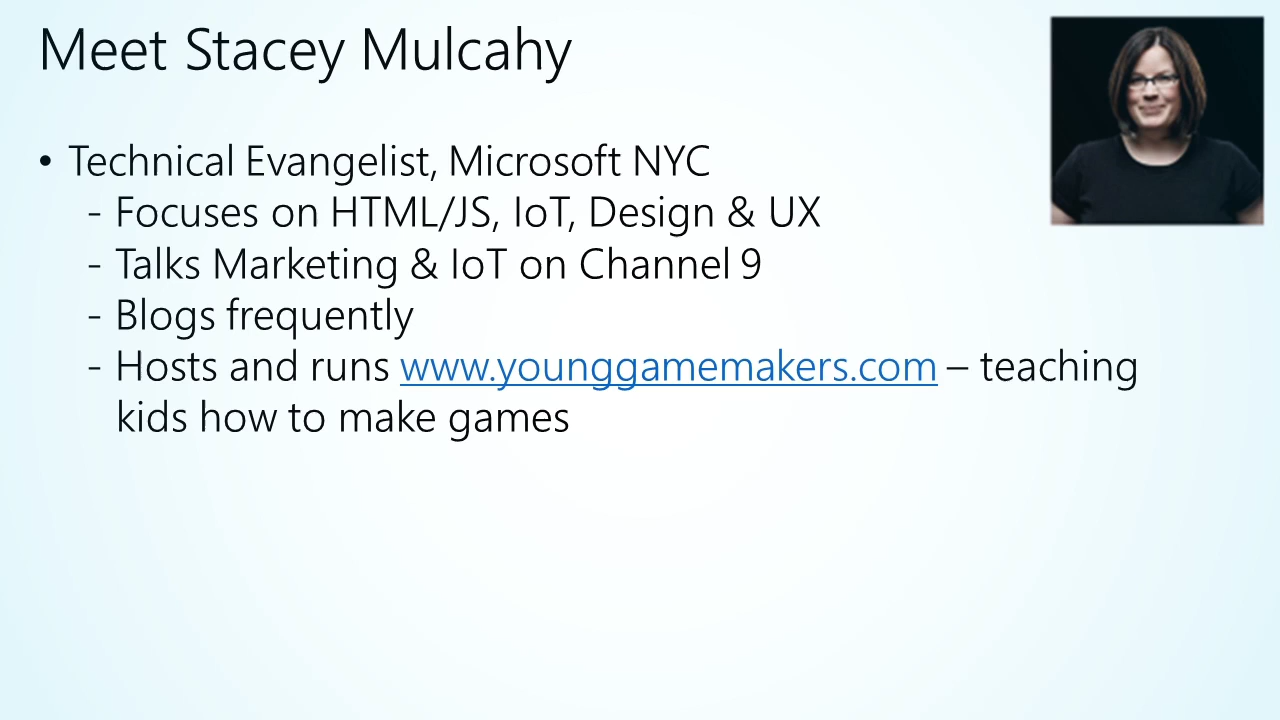 Meet Stacey Mulcahy
• Technical Evangelist, Microsoft NYC
- Focuses on HTML/JS, IoT, Design & UX
- Talks Marketing & IoT on Channel 9
- Blogs frequently
- Hosts and runs www.younggamemakers.com – teaching
kids how to make games